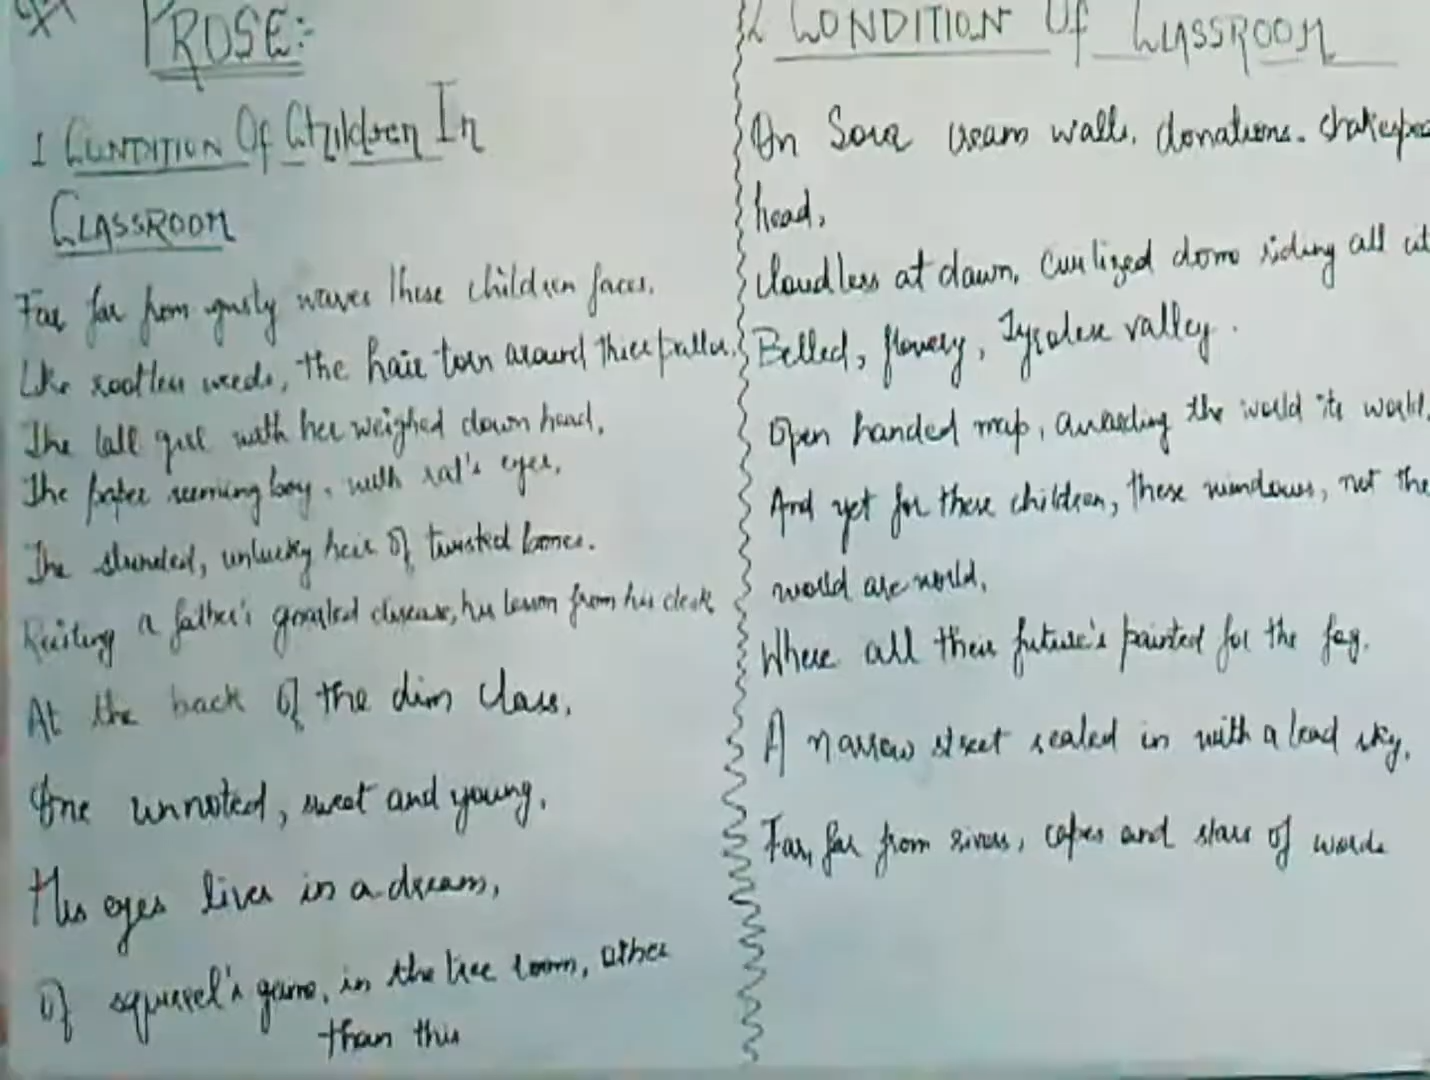 PROSE:-
1 CONDITION Of Children In
CLASSROOM
Far far from gusty waves these children faces.
Like rootless weeds, the hair torn around their pallor.
The tall girl with her weighed down head.
The paper seeming boy, with rat's eyes.
The stunded, unlucky heir of twisted bones.
Reciting a father's gnarled disease, his lesson from his desk
At the back of the dim class,
One unnoted, sweet and young.
His eyes lives in a dream,
Of squirrel's game, in the tree room, other
than this
2 CONDITION Of CLASSROOM
On Sour cream walls, donations. Shakespea
head,
Cloudless at dawn, civilized dome riding all cit
Belled, flowery, Tyrolese valley.
Open handed map, awarding the world its world.
And yet for these children, these windows, not the
world are world,
Where all their future's painted for the fog.
A narrow street sealed in with a lead sky,
Far, far from rivers, capes and stars of words